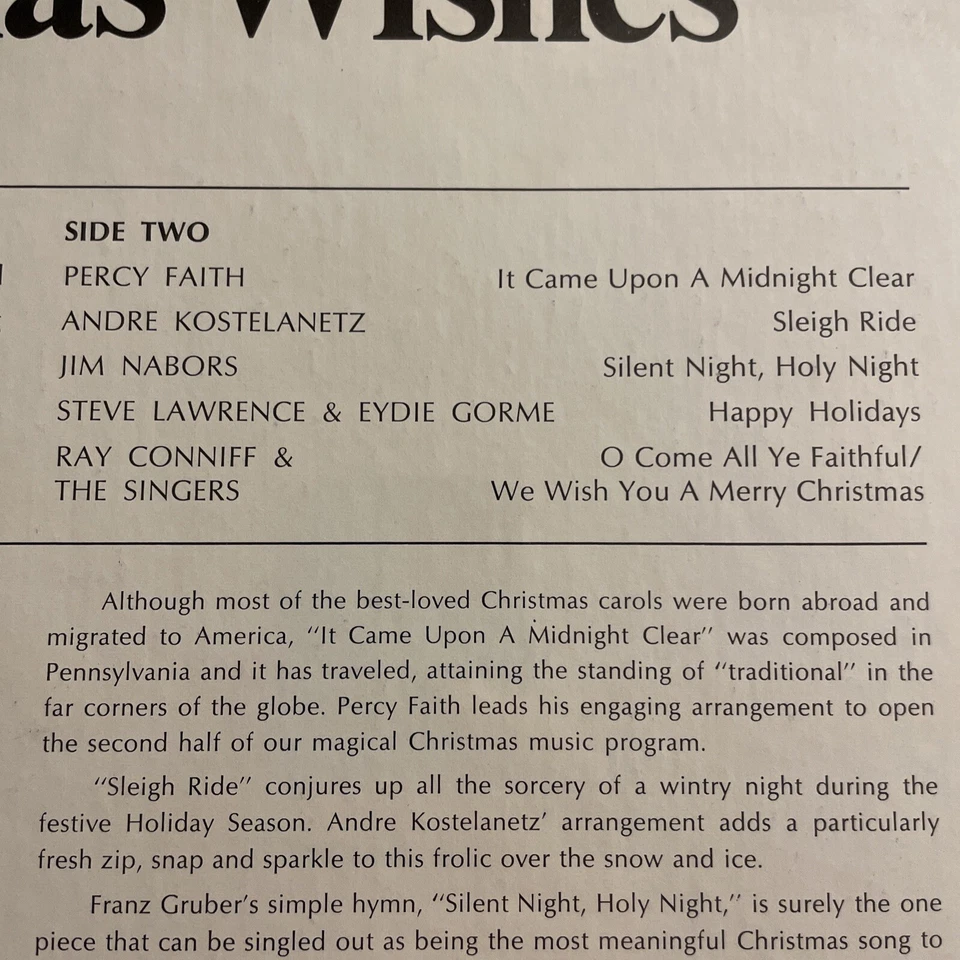 as Wishes
SIDE TWO
PERCY FAITH It Came Upon A Midnight Clear
ANDRE KOSTELANETZ Sleigh Ride
JIM NABORS Silent Night, Holy Night
STEVE LAWRENCE & EYDIE GORME Happy Holidays
RAY CONNIFF & O Come All Ye Faithful/
THE SINGERS We Wish You A Merry Christmas
Although most of the best-loved Christmas carols were born abroad and
migrated to America, “It Came Upon A Midnight Clear” was composed in
Pennsylvania and it has traveled, attaining the standing of “traditional” in the
far corners of the globe. Percy Faith leads his engaging arrangement to open
the second half of our magical Christmas music program.
“Sleigh Ride” conjures up all the sorcery of a wintry night during the
festive Holiday Season. Andre Kostelanetz’ arrangement adds a particularly
fresh zip, snap and sparkle to this frolic over the snow and ice.
Franz Gruber’s simple hymn, “Silent Night, Holy Night,” is surely the one
piece that can be singled out as being the most meaningful Christmas song to